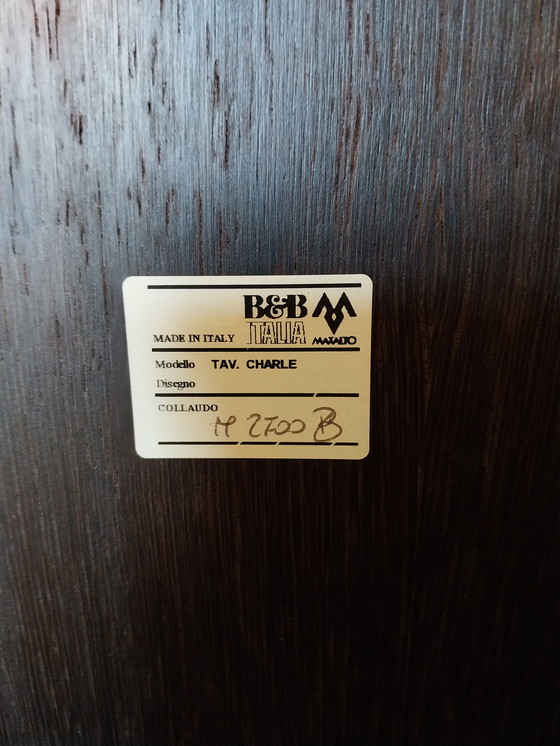 B&B
ITALIA MAXALTO
MADE IN ITALY
Modello TAV. CHARLE
Disegno
COLLAUDO
M 2700 B